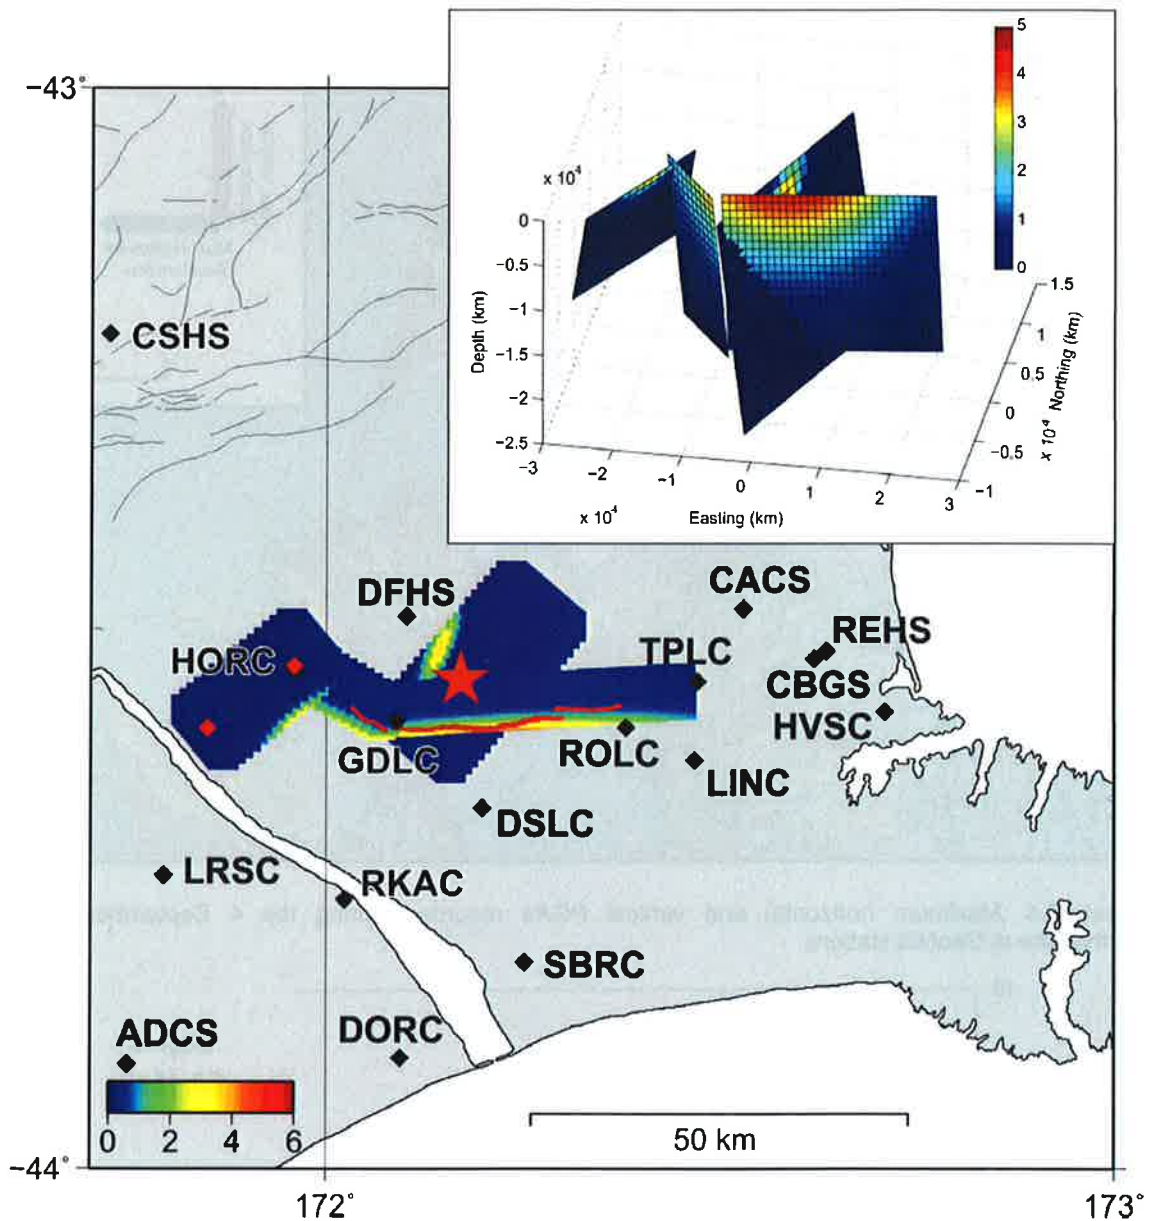 −43°
5
4
3
2
1
0
x 10⁴
0
−0.5
−1
−1.5
−2
−2.5
Depth (km)
−3
−2
−1
0
1
2
3
x 10⁴
Easting (km)
1.5
1
0.5
0
−0.5
−1
x 10⁴ Northing (km)
CSHS
DFHS
CACS
REHS
HORC
TPLC
CBGS
HVSC
GDLC
ROLC
LINC
DSLC
LRSC
RKAC
SBRC
ADCS
DORC
0 2 4 6
50 km
−44°
172°
173°